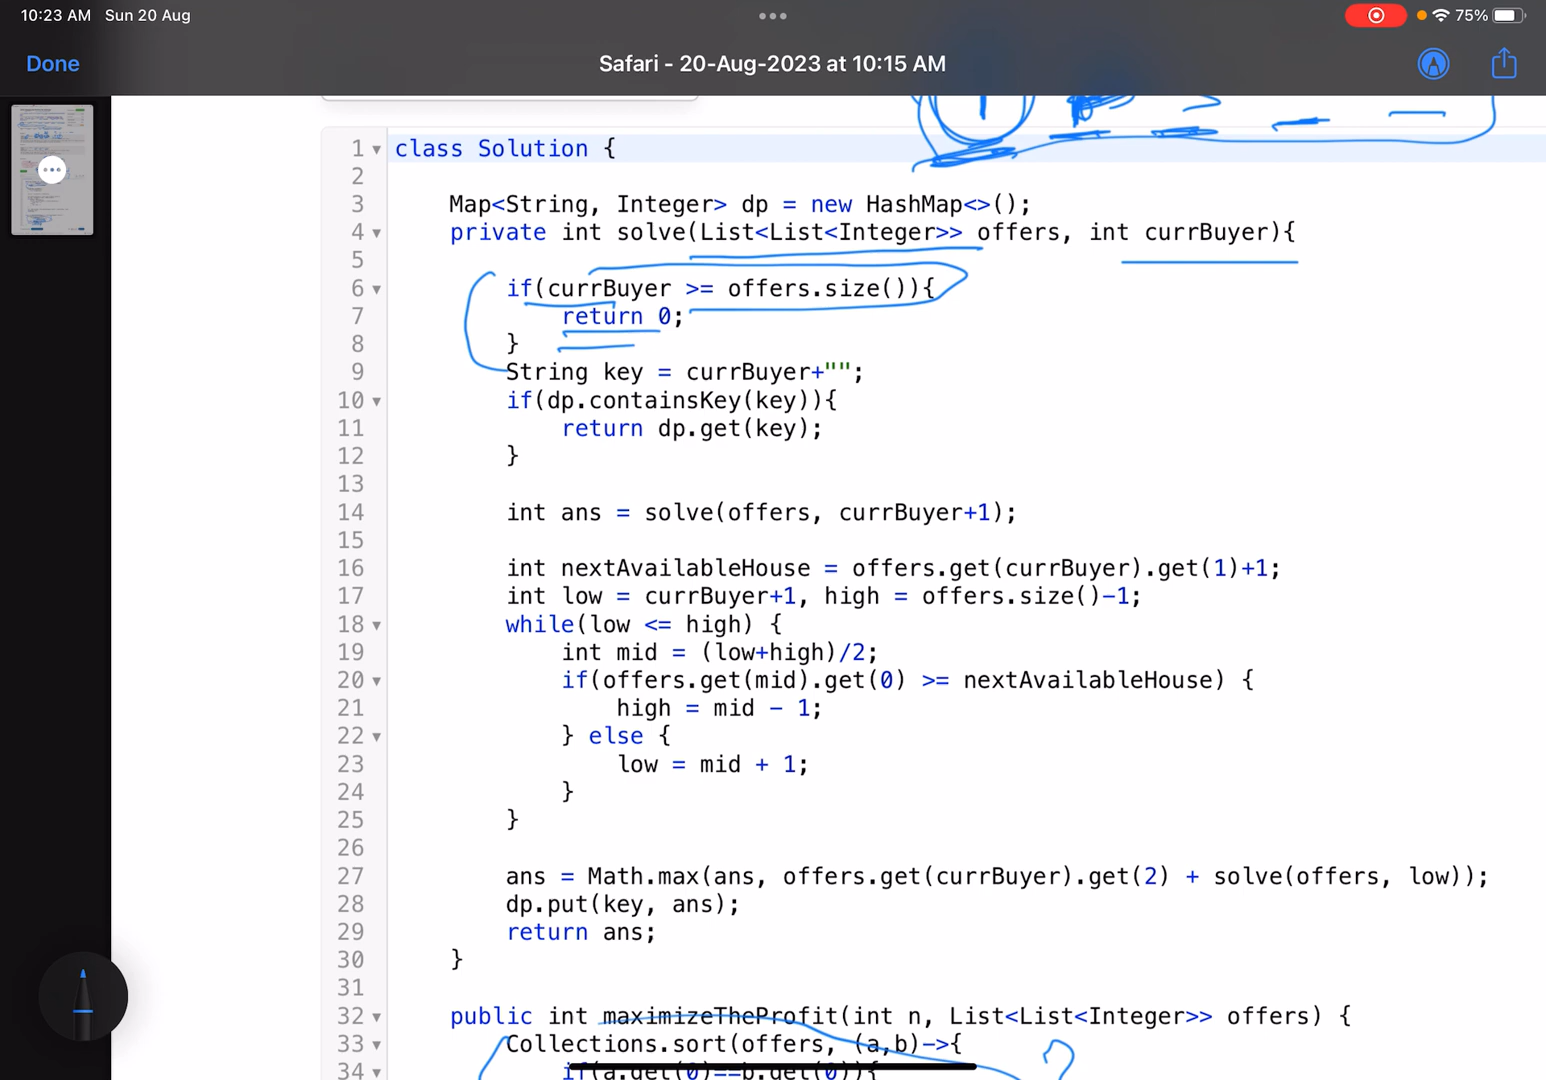 10:23 AM Sun 20 Aug
75%
Done
Safari - 20-Aug-2023 at 10:15 AM
1 class Solution {
2
3 Map<String, Integer> dp = new HashMap<>();
4 private int solve(List<List<Integer>> offers, int currBuyer){
5
6 if(currBuyer >= offers.size()){
7 return 0;
8 }
9 String key = currBuyer+"";
10 if(dp.containsKey(key)){
11 return dp.get(key);
12 }
13
14 int ans = solve(offers, currBuyer+1);
15
16 int nextAvailableHouse = offers.get(currBuyer).get(1)+1;
17 int low = currBuyer+1, high = offers.size()-1;
18 while(low <= high) {
19 int mid = (low+high)/2;
20 if(offers.get(mid).get(0) >= nextAvailableHouse) {
21 high = mid - 1;
22 } else {
23 low = mid + 1;
24 }
25 }
26
27 ans = Math.max(ans, offers.get(currBuyer).get(2) + solve(offers, low));
28 dp.put(key, ans);
29 return ans;
30 }
31
32 public int maximizeTheProfit(int n, List<List<Integer>> offers) {
33 Collections.sort(offers, (a,b)->{
34 if(a.get(0)==b.get(0)){